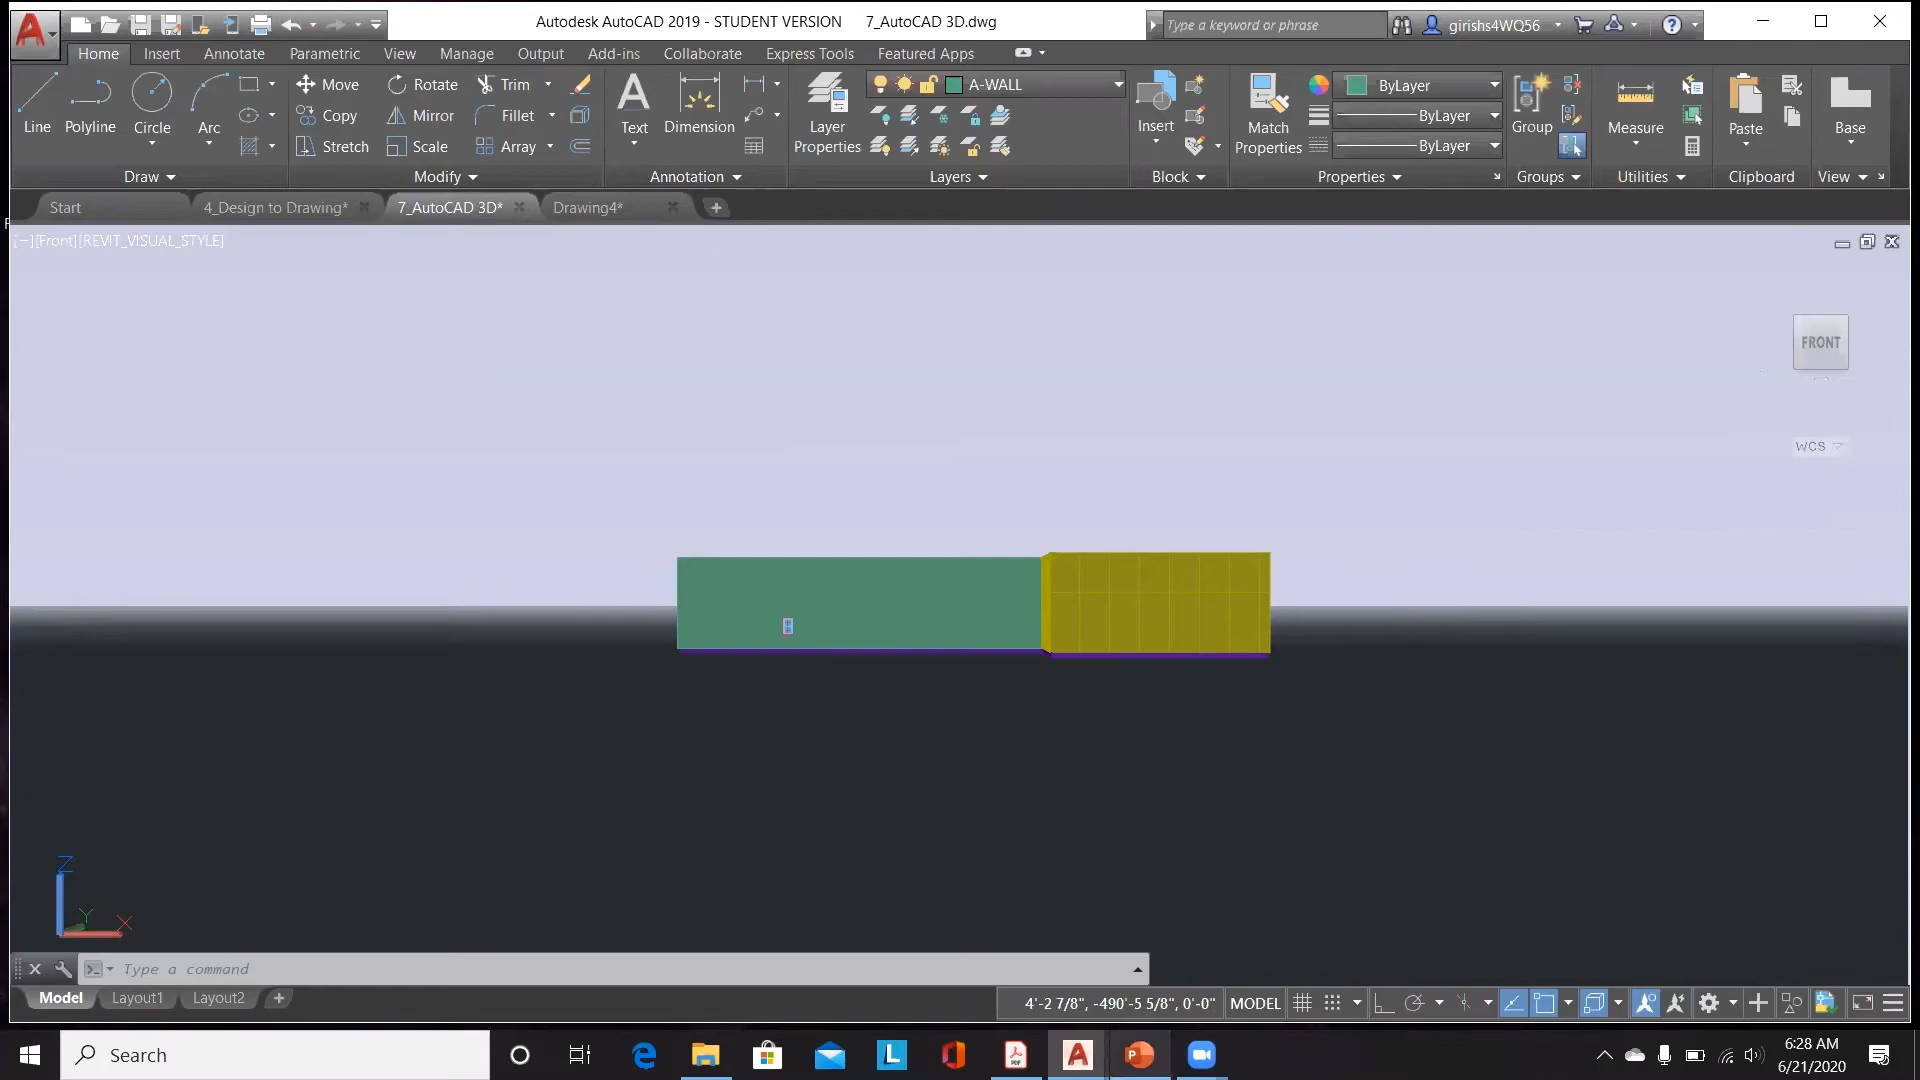 Autodesk AutoCAD 2019 - STUDENT VERSION 7_AutoCAD 3D.dwg
Type a keyword or phrase
girishs4WQ56
Home Insert Annotate Parametric View Manage Output Add-ins Collaborate Express Tools Featured Apps
Line Polyline Circle Arc
Move Rotate Trim
Copy Mirror Fillet
Stretch Scale Array
Text Dimension
Layer Properties
A-WALL
Insert
Match Properties
ByLayer
ByLayer
ByLayer
Group Measure Paste Base
Draw Modify Annotation Layers Block Properties Groups Utilities Clipboard View
Start 4_Design to Drawing* 7_AutoCAD 3D* Drawing4*
[−][Front][REVIT_VISUAL_STYLE]
FRONT
WCS
Z
Y X
Type a command
Model Layout1 Layout2
4'-2 7/8", -490'-5 5/8", 0'-0" MODEL
Search
6:28 AM
6/21/2020